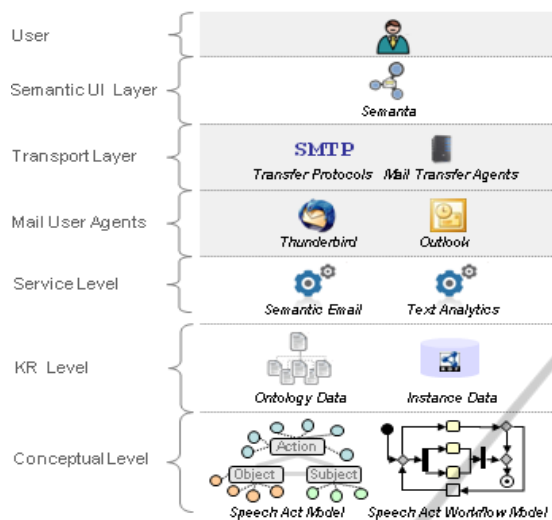 User
Semantic UI Layer
Semanta
Transport Layer
SMTP
Transfer Protocols Mail Transfer Agents
Mail User Agents
Thunderbird Outlook
Service Level
Semantic Email Text Analytics
KR Level
Ontology Data Instance Data
Conceptual Level
Action
Object Subject
Speech Act Model Speech Act Workflow Model